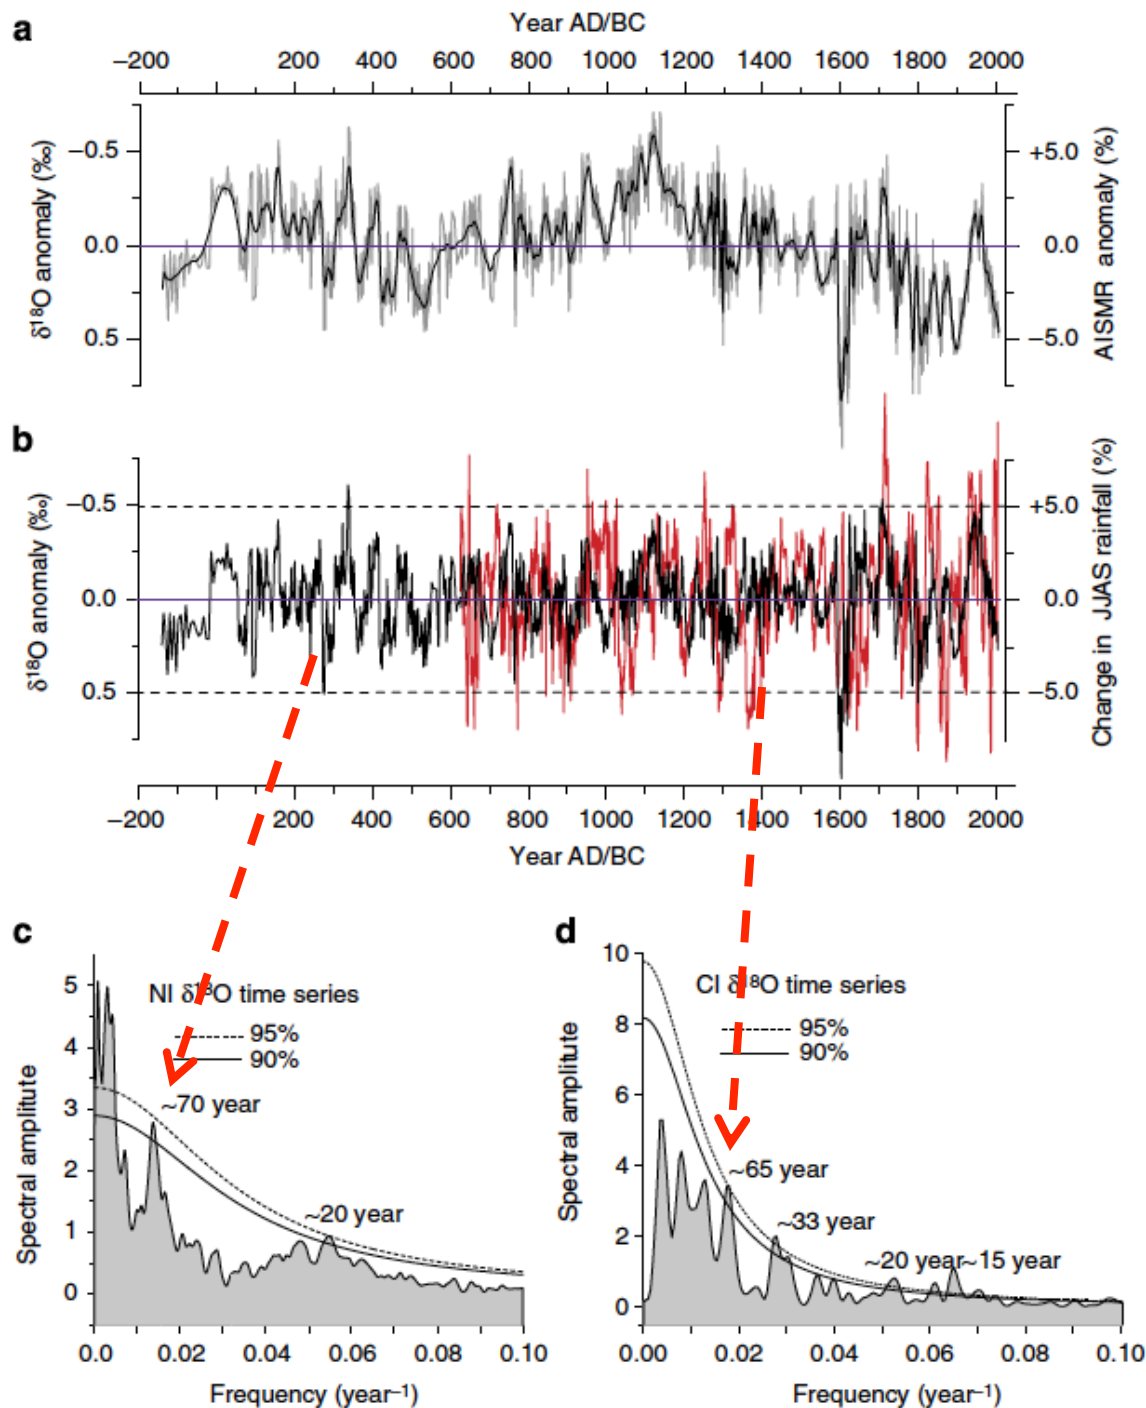 a
Year AD/BC
−200 200 400 600 800 1000 1200 1400 1600 1800 2000
δ18O anomaly (‰)
−0.5
0.0
0.5
+5.0
0.0
−5.0
AISMR anomaly (%)
b
δ18O anomaly (‰)
−0.5
0.0
0.5
+5.0
0.0
−5.0
Change in JJAS rainfall (%)
−200 200 400 600 800 1000 1200 1400 1600 1800 2000
Year AD/BC
c
NI δ18O time series
95%
90%
~70 year
~20 year
Spectral amplitude
5
4
3
2
1
0
0.0 0.02 0.04 0.06 0.08 0.10
Frequency (year−1)
d
CI δ18O time series
95%
90%
~65 year
~33 year
~20 year~15 year
Spectral amplitude
10
8
6
4
2
0
0.00 0.02 0.04 0.06 0.08 0.10
Frequency (year−1)